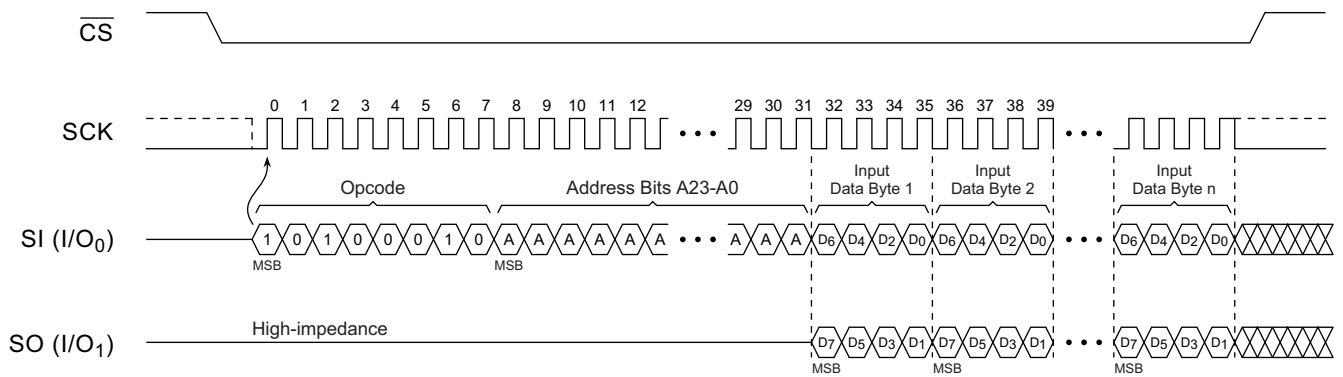 CS
0 1 2 3 4 5 6 7 8 9 10 11 12 29 30 31 32 33 34 35 36 37 38 39
SCK
Opcode Address Bits A23-A0 Input Data Byte 1 Input Data Byte 2 Input Data Byte n
SI (I/O0) 1 0 1 0 0 0 1 0 A A A A A A A A A D6 D4 D2 D0 D6 D4 D2 D0 D6 D4 D2 D0
MSB MSB
High-impedance
SO (I/O1) D7 D5 D3 D1 D7 D5 D3 D1 D7 D5 D3 D1
MSB MSB MSB